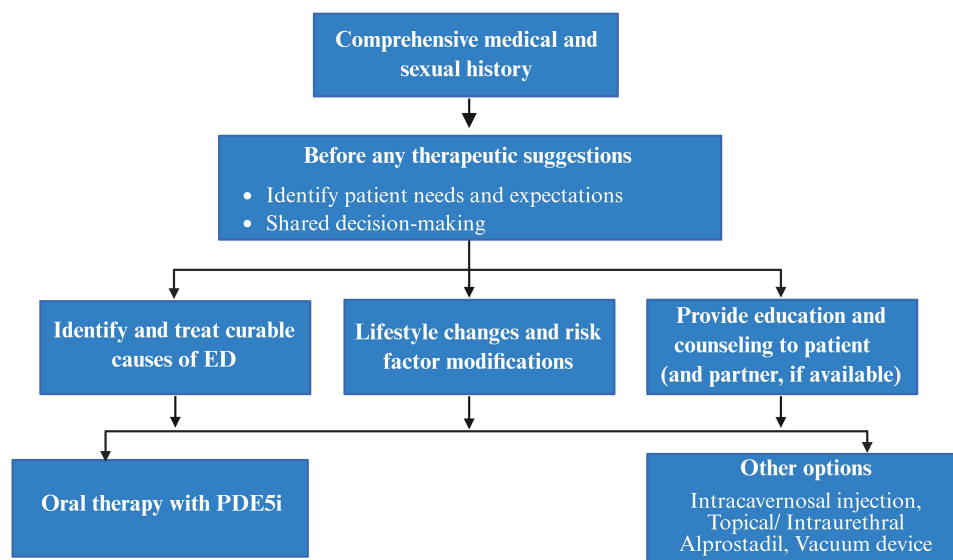 Comprehensive medical and
sexual history
Before any therapeutic suggestions
• Identify patient needs and expectations
• Shared decision-making
Identify and treat curable
causes of ED
Lifestyle changes and risk
factor modifications
Provide education and
counseling to patient
(and partner, if available)
Oral therapy with PDE5i
Other options
Intracavernosal injection,
Topical/ Intraurethral
Alprostadil, Vacuum device